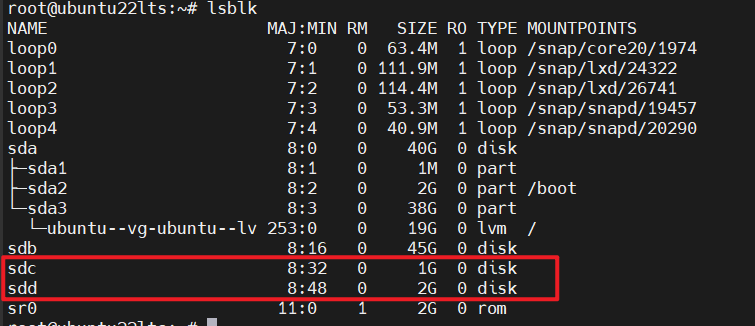 root@ubuntu22lts:~# lsblk
NAME                      MAJ:MIN RM   SIZE RO TYPE MOUNTPOINTS
loop0                       7:0    0  63.4M  1 loop /snap/core20/1974
loop1                       7:1    0 111.9M  1 loop /snap/lxd/24322
loop2                       7:2    0 114.4M  1 loop /snap/lxd/26741
loop3                       7:3    0  53.3M  1 loop /snap/snapd/19457
loop4                       7:4    0  40.9M  1 loop /snap/snapd/20290
sda                         8:0    0    40G  0 disk
├─sda1                      8:1    0     1M  0 part
├─sda2                      8:2    0     2G  0 part /boot
└─sda3                      8:3    0    38G  0 part
  └─ubuntu--vg-ubuntu--lv 253:0    0    19G  0 lvm  /
sdb                         8:16   0    45G  0 disk
sdc                         8:32   0     1G  0 disk
sdd                         8:48   0     2G  0 disk
sr0                        11:0    1     2G  0 rom
root@ubuntu22lts:~#